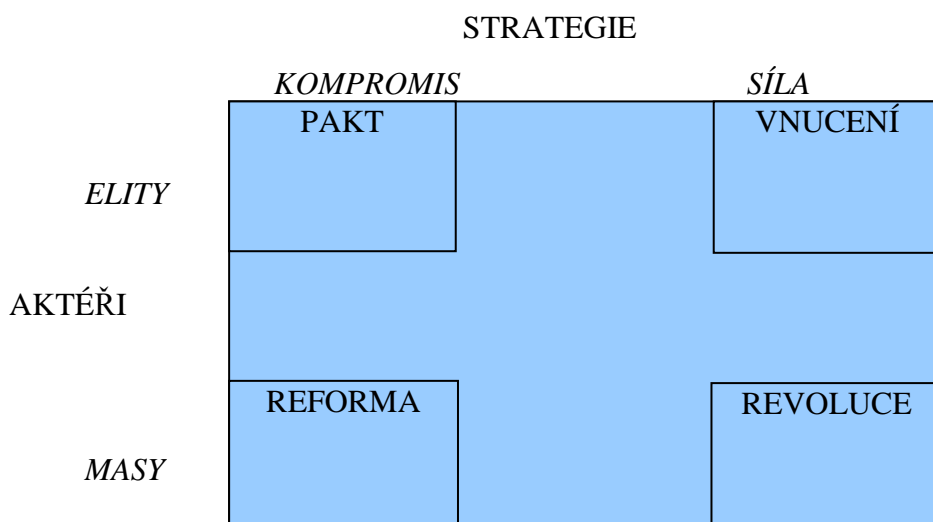 STRATEGIE
KOMPROMIS SÍLA
PAKT VNUCENÍ
ELITY
AKTÉŘI
REFORMA REVOLUCE
MASY